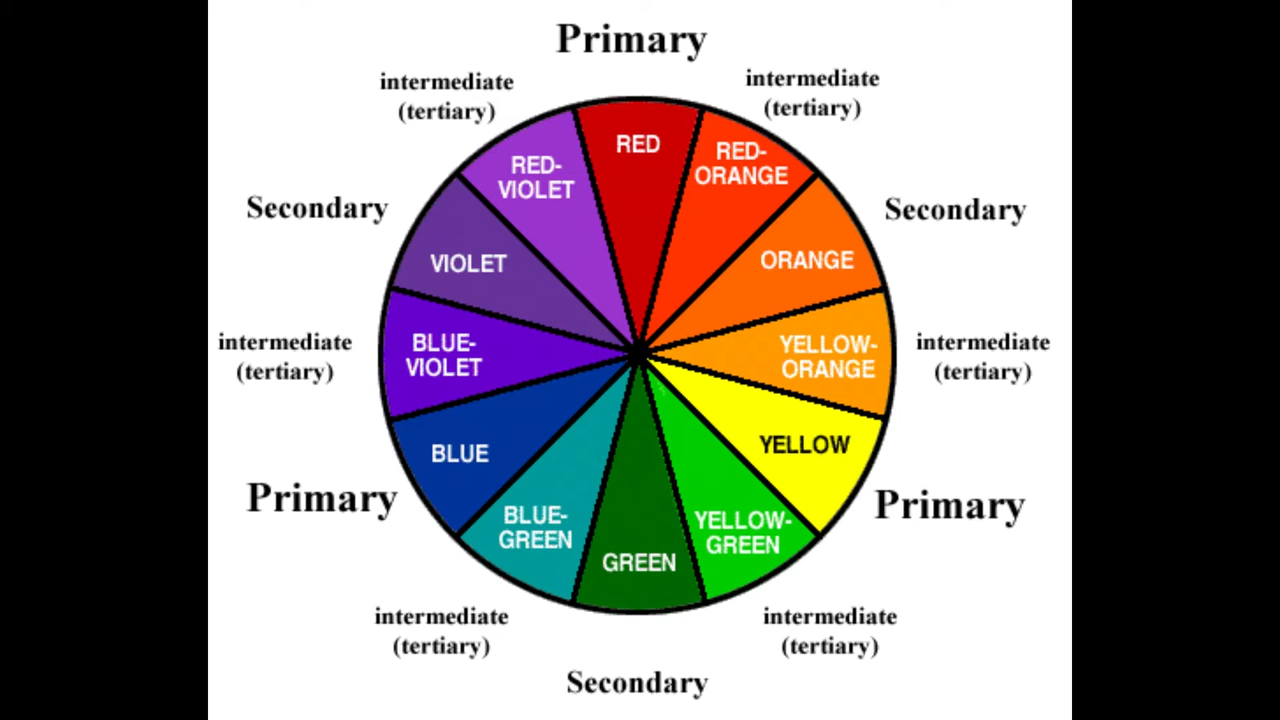 Primary
intermediate
(tertiary)
intermediate
(tertiary)
RED
RED-
VIOLET
RED-
ORANGE
Secondary
Secondary
VIOLET
ORANGE
intermediate
(tertiary)
BLUE-
VIOLET
YELLOW-
ORANGE
intermediate
(tertiary)
BLUE
YELLOW
Primary
Primary
BLUE-
GREEN
GREEN
YELLOW-
GREEN
intermediate
(tertiary)
intermediate
(tertiary)
Secondary